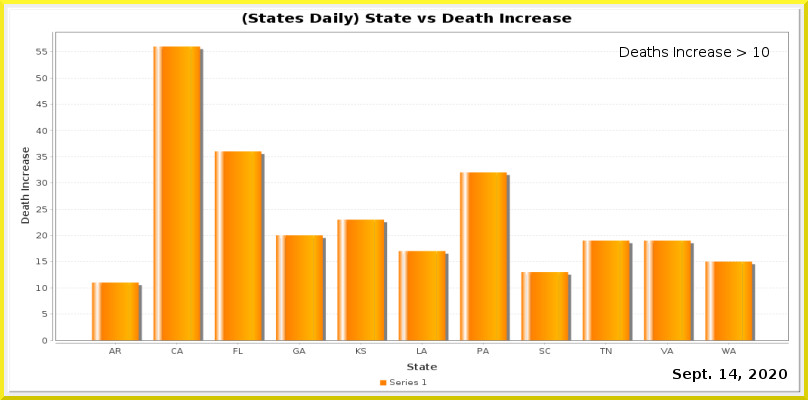 (States Daily) State vs Death Increase
Deaths Increase > 10
Death Increase
55
50
45
40
35
30
25
20
15
10
5
0
AR CA FL GA KS LA PA SC TN VA WA
State
Series 1
Sept. 14, 2020